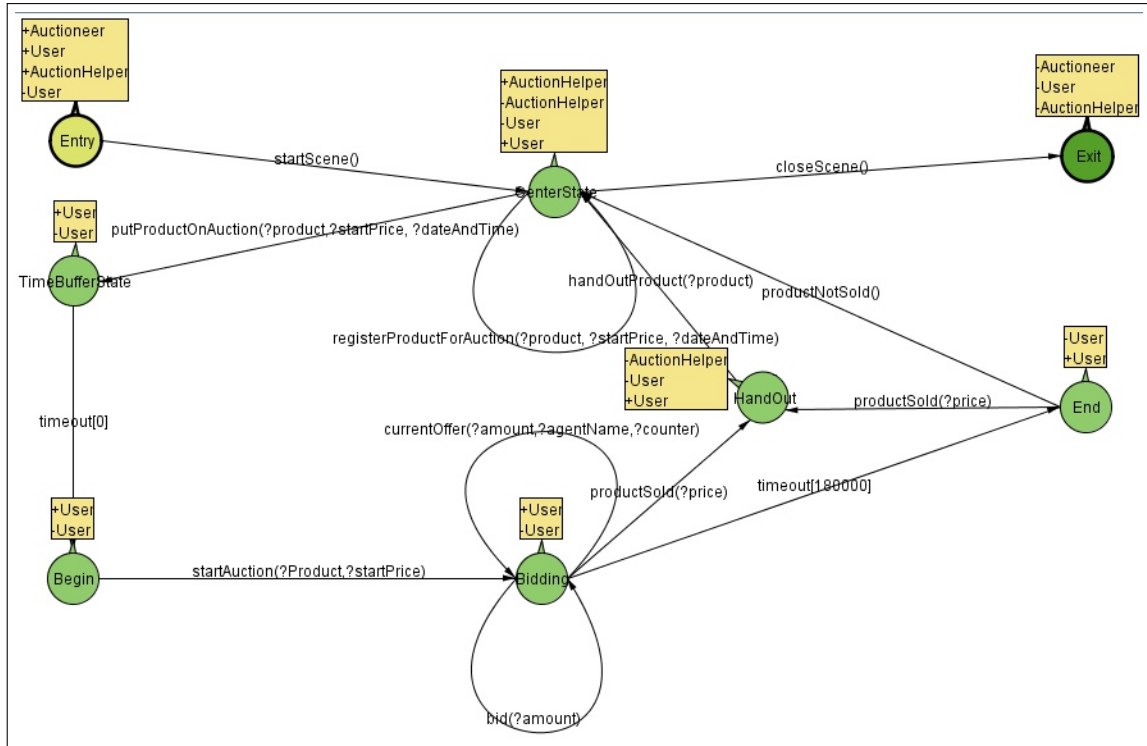 +Auctioneer
+User
+AuctionHelper
-User
Entry
startScene()
+AuctionHelper
-AuctionHelper
-User
+User
CenterState
closeScene()
-Auctioneer
-User
-AuctionHelper
Exit
+User
-User
TimeBufferState
putProductOnAuction(?product,?startPrice, ?dateAndTime)
handOutProduct(?product)
productNotSold()
registerProductForAuction(?product, ?startPrice, ?dateAndTime)
-AuctionHelper
-User
+User
HandOut
-User
+User
End
productSold(?price)
timeout[0]
currentOffer(?amount,?agentName,?counter)
productSold(?price)
timeout[180000]
+User
-User
Begin
startAuction(?Product,?startPrice)
+User
-User
Bidding
bid(?amount)